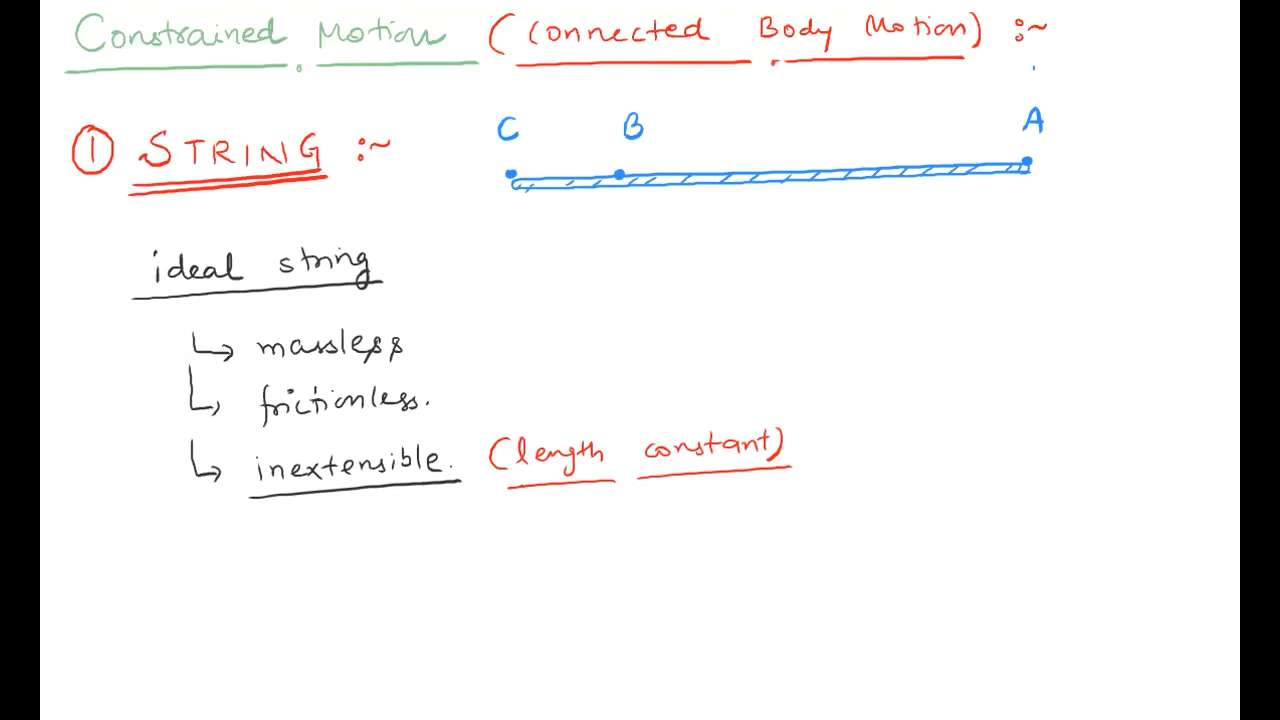 Constrained Motion (Connected Body Motion) :~
C B A
① STRING :~
ideal string
↳ massless
↳ frictionless.
↳ inextensible. (length constant)